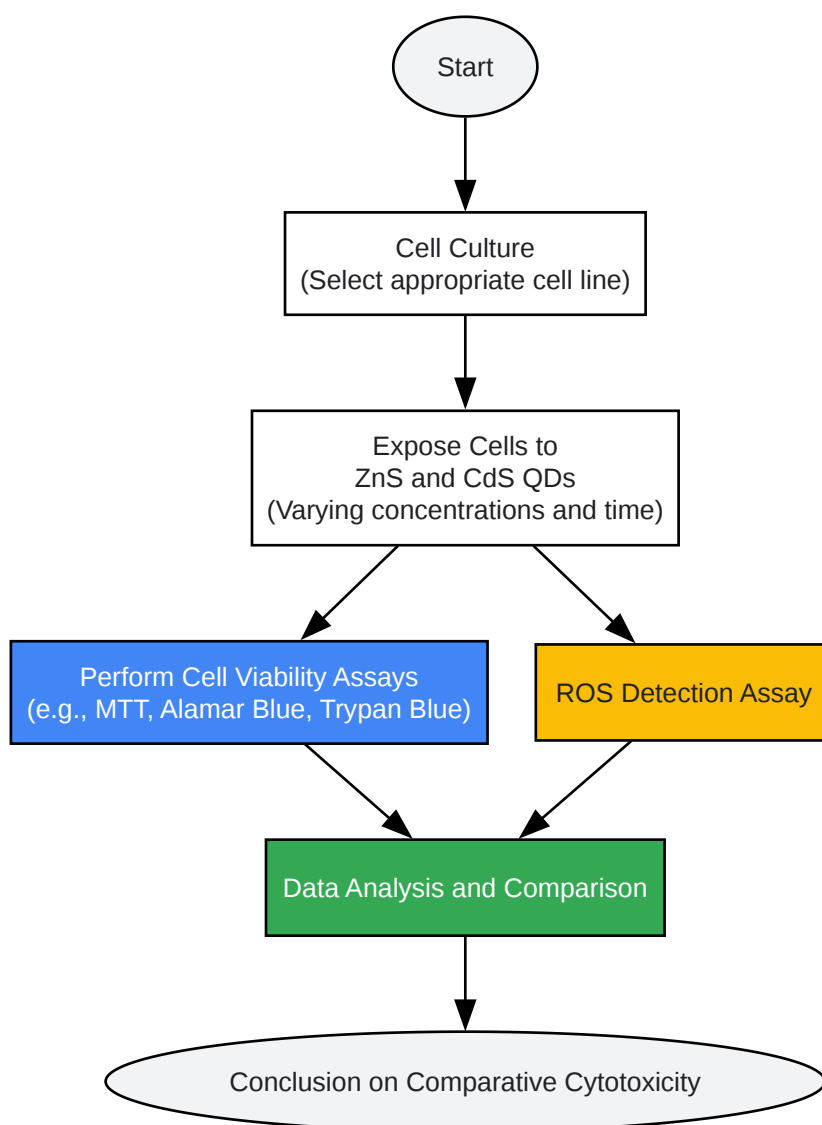 Start
Cell Culture
(Select appropriate cell line)
Expose Cells to
ZnS and CdS QDs
(Varying concentrations and time)
Perform Cell Viability Assays
(e.g., MTT, Alamar Blue, Trypan Blue)
ROS Detection Assay
Data Analysis and Comparison
Conclusion on Comparative Cytotoxicity